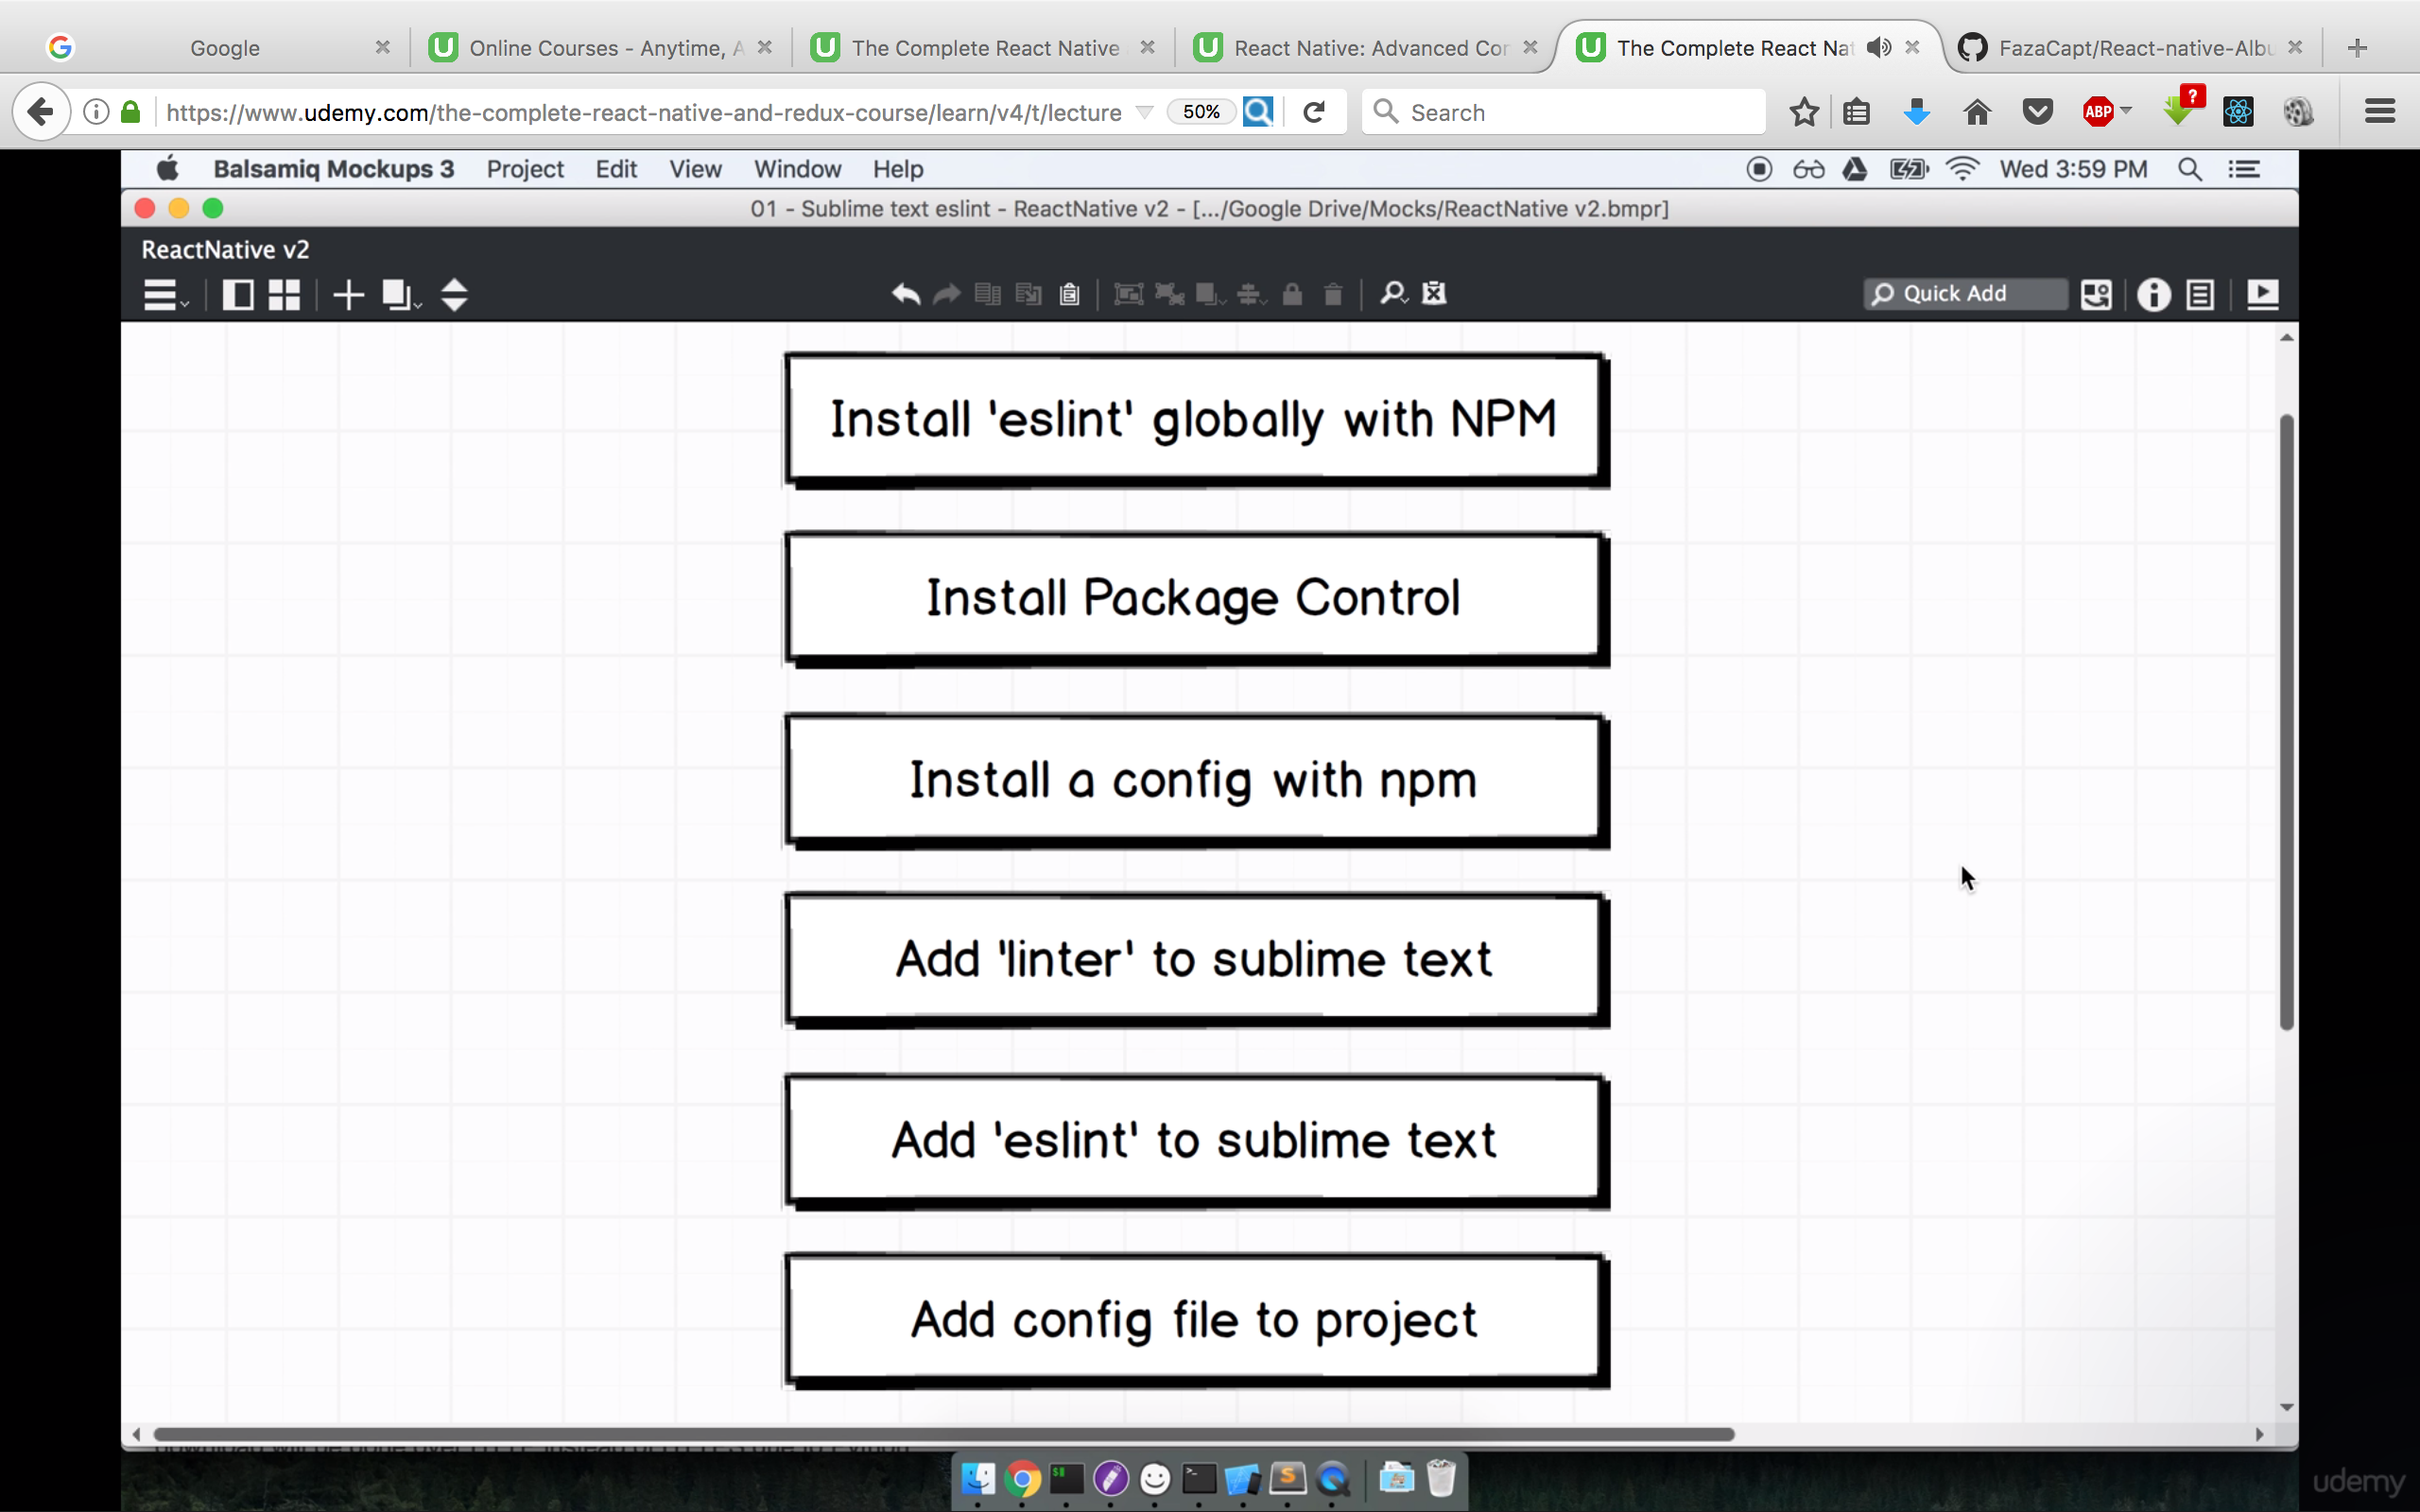 Google
Online Courses - Anytime, A
The Complete React Native
React Native: Advanced Cor
The Complete React Nat
FazaCapt/React-native-Albu
https://www.udemy.com/the-complete-react-native-and-redux-course/learn/v4/t/lecture
50%
Search
ABP
?
Balsamiq Mockups 3 Project Edit View Window Help
Wed 3:59 PM
01 - Sublime text eslint - ReactNative v2 - [.../Google Drive/Mocks/ReactNative v2.bmpr]
ReactNative v2
Quick Add
Install 'eslint' globally with NPM
Install Package Control
Install a config with npm
Add 'linter' to sublime text
Add 'eslint' to sublime text
Add config file to project
udemy